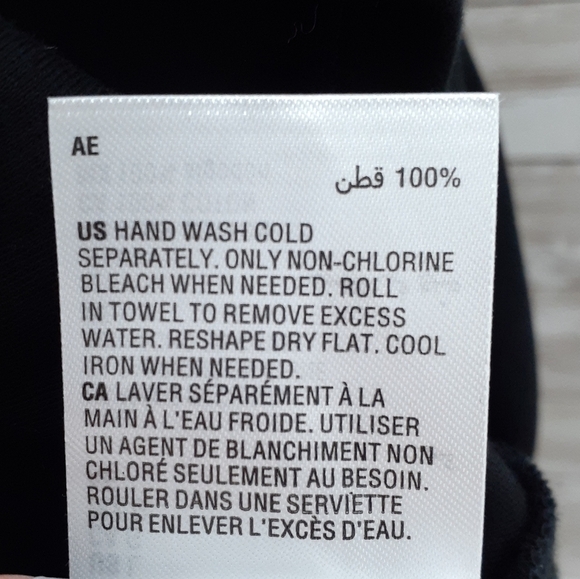 AE
100% قطن
US HAND WASH COLD
SEPARATELY. ONLY NON-CHLORINE
BLEACH WHEN NEEDED. ROLL
IN TOWEL TO REMOVE EXCESS
WATER. RESHAPE DRY FLAT. COOL
IRON WHEN NEEDED.
CA LAVER SÉPARÉMENT À LA
MAIN À L'EAU FROIDE. UTILISER
UN AGENT DE BLANCHIMENT NON
CHLORÉ SEULEMENT AU BESOIN.
ROULER DANS UNE SERVIETTE
POUR ENLEVER L'EXCÈS D'EAU.